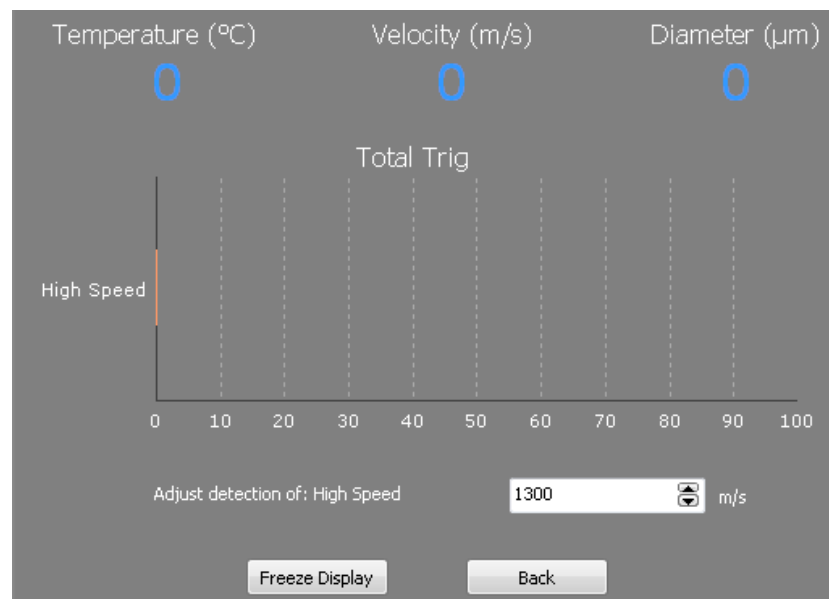 Temperature (ºC) Velocity (m/s) Diameter (µm)
0 0 0
Total Trig
High Speed
0 10 20 30 40 50 60 70 80 90 100
Adjust detection of: High Speed 1300 m/s
Freeze Display Back